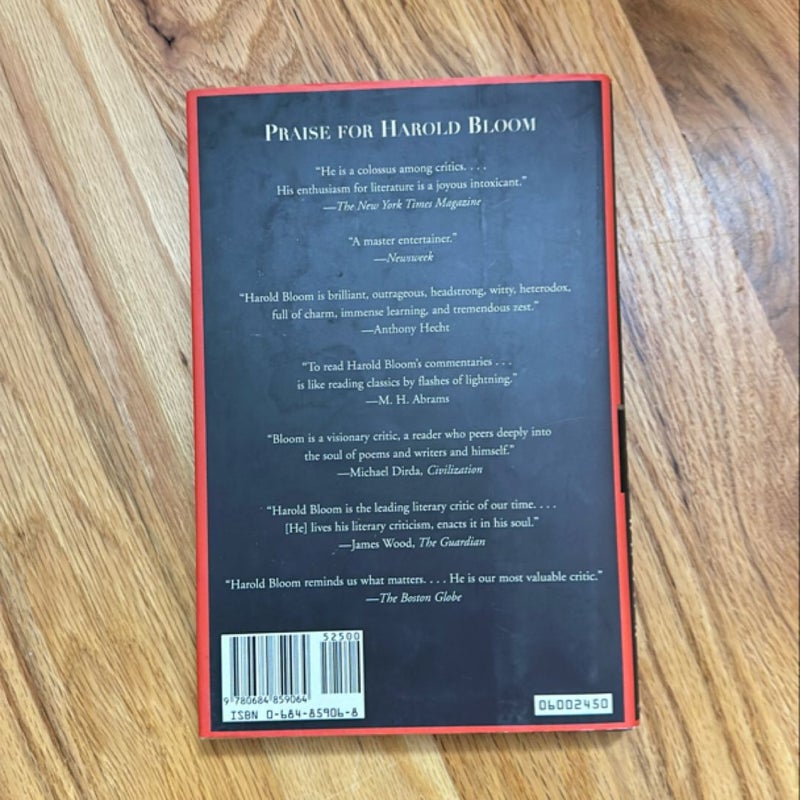 PRAISE FOR HAROLD BLOOM
“He is a colossus among critics. . . .
His enthusiasm for literature is a joyous intoxicant.”
—The New York Times Magazine
“A master entertainer.”
—Newsweek
“Harold Bloom is brilliant, outrageous, headstrong, witty, heterodox,
full of charm, immense learning, and tremendous zest.”
—Anthony Hecht
“To read Harold Bloom’s commentaries . . .
is like reading classics by flashes of lightning.”
—M. H. Abrams
“Bloom is a visionary critic, a reader who peers deeply into
the soul of poems and writers and himself.”
—Michael Dirda, Civilization
“Harold Bloom is the leading literary critic of our time. . . .
[He] lives his literary criticism, enacts it in his soul.”
—James Wood, The Guardian
“Harold Bloom reminds us what matters. . . . He is our most valuable critic.”
—The Boston Globe
52500
9 780684 859064
ISBN 0-684-85906-8
06002450